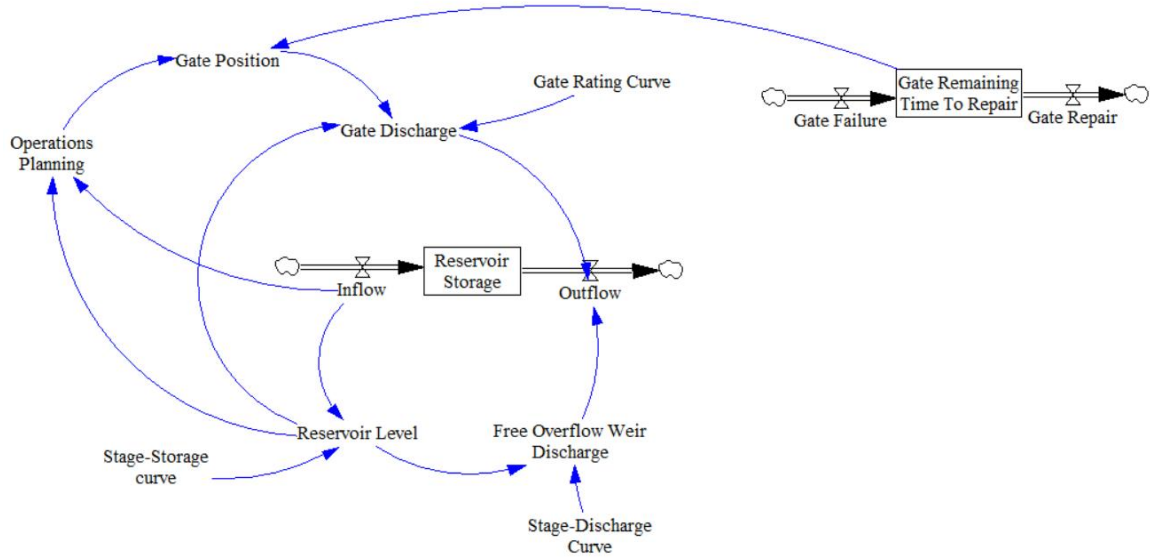 Gate Position
Gate Rating Curve
Gate Remaining
Time To Repair
Gate Failure
Gate Repair
Gate Discharge
Operations
Planning
Reservoir
Storage
Inflow
Outflow
Reservoir Level
Free Overflow Weir
Discharge
Stage-Storage
curve
Stage-Discharge
Curve